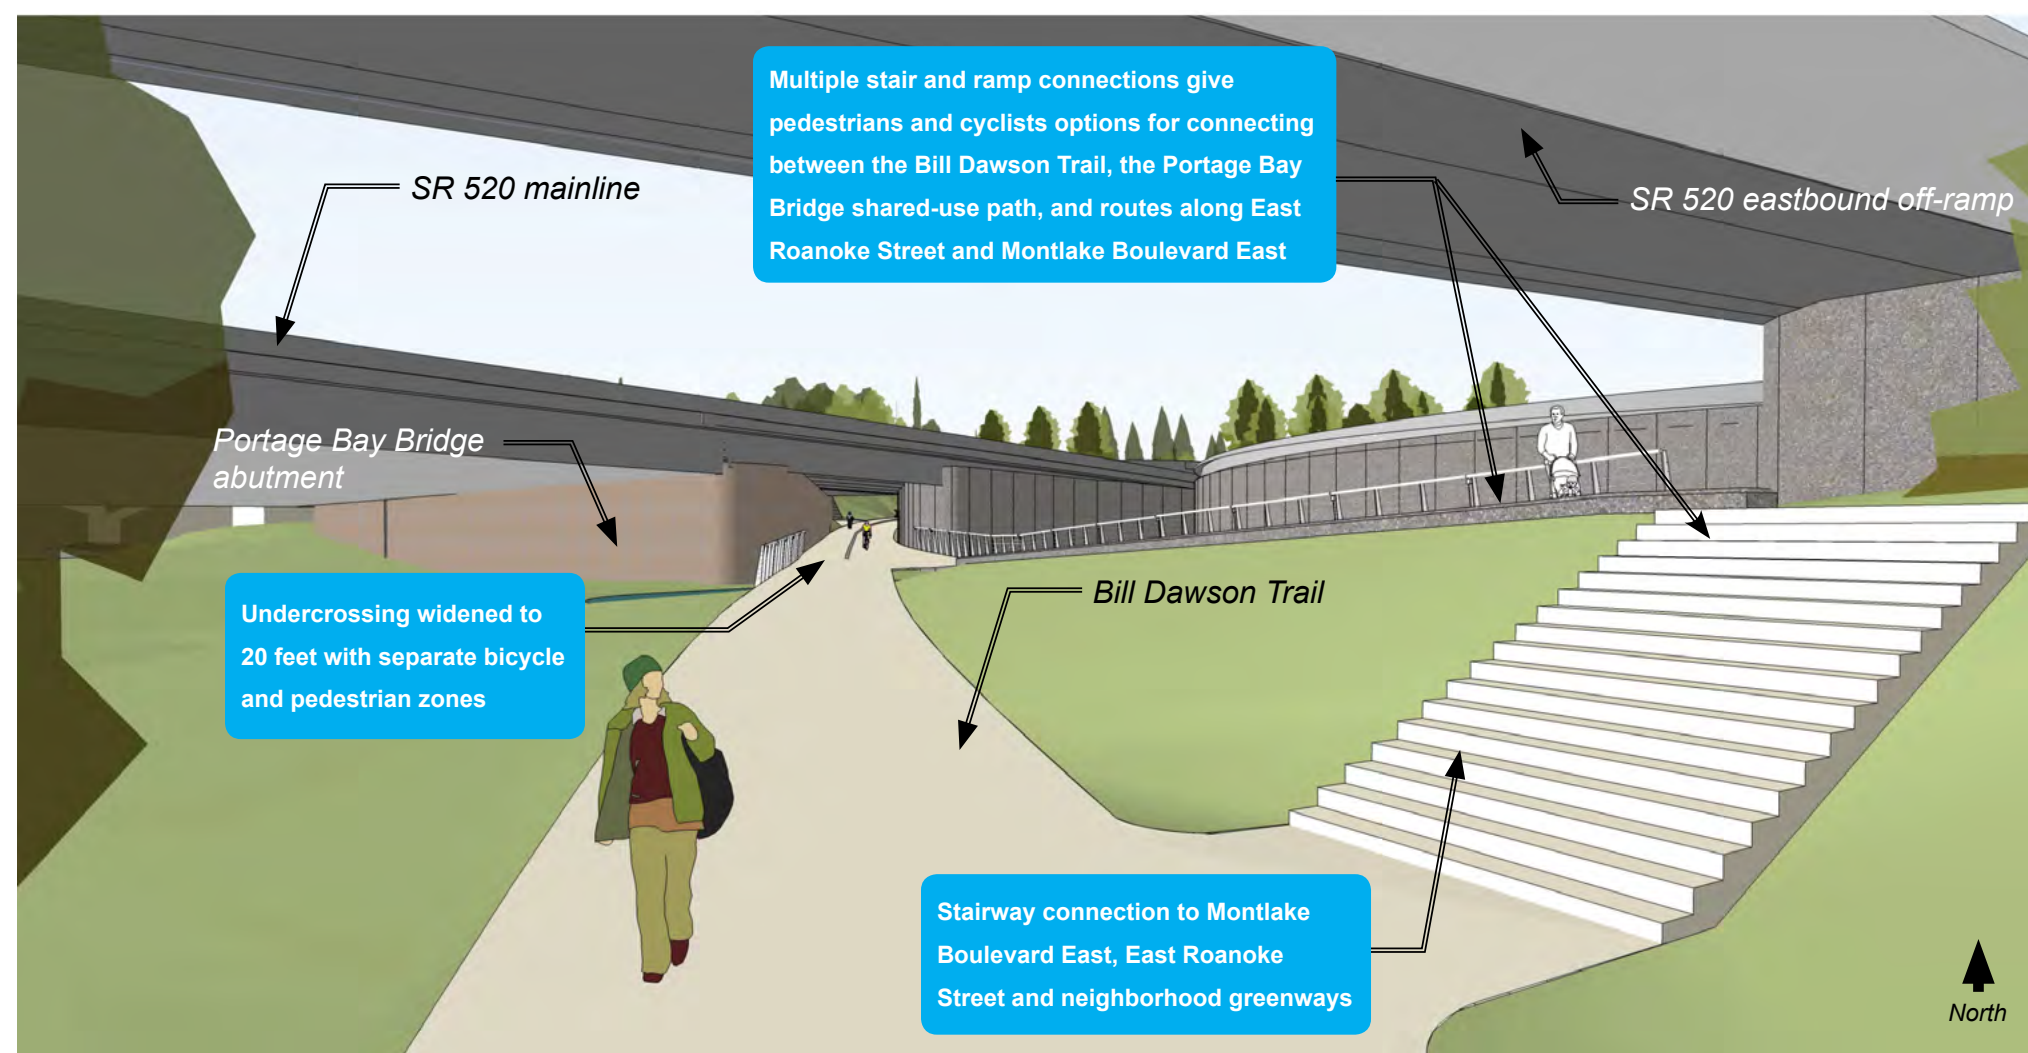 Multiple stair and ramp connections give
pedestrians and cyclists options for connecting
between the Bill Dawson Trail, the Portage Bay
Bridge shared-use path, and routes along East
Roanoke Street and Montlake Boulevard East
SR 520 mainline
SR 520 eastbound off-ramp
Portage Bay Bridge
abutment
Bill Dawson Trail
Undercrossing widened to
20 feet with separate bicycle
and pedestrian zones
Stairway connection to Montlake
Boulevard East, East Roanoke
Street and neighborhood greenways
North